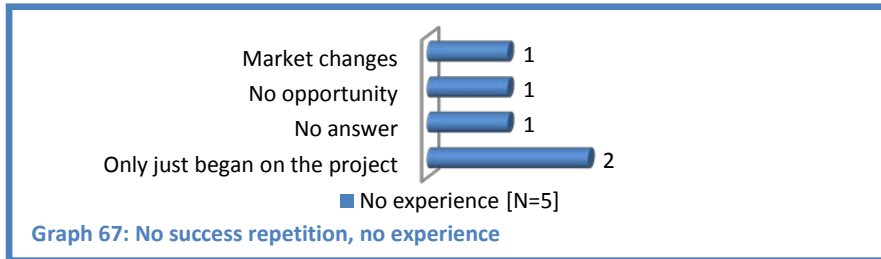 Market changes 1
No opportunity 1
No answer 1
Only just began on the project 2
No experience [N=5]
Graph 67: No success repetition, no experience